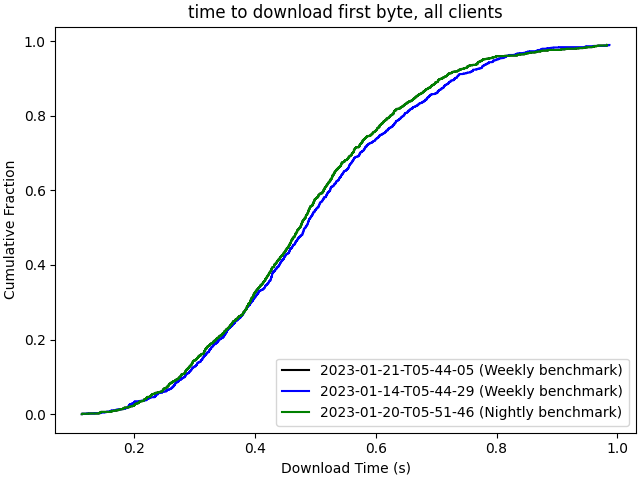 time to download first byte, all clients
1.0
0.8
0.6
0.4
0.2
0.0
Cumulative Fraction
2023-01-21-T05-44-05 (Weekly benchmark)
2023-01-14-T05-44-29 (Weekly benchmark)
2023-01-20-T05-51-46 (Nightly benchmark)
0.2 0.4 0.6 0.8 1.0
Download Time (s)